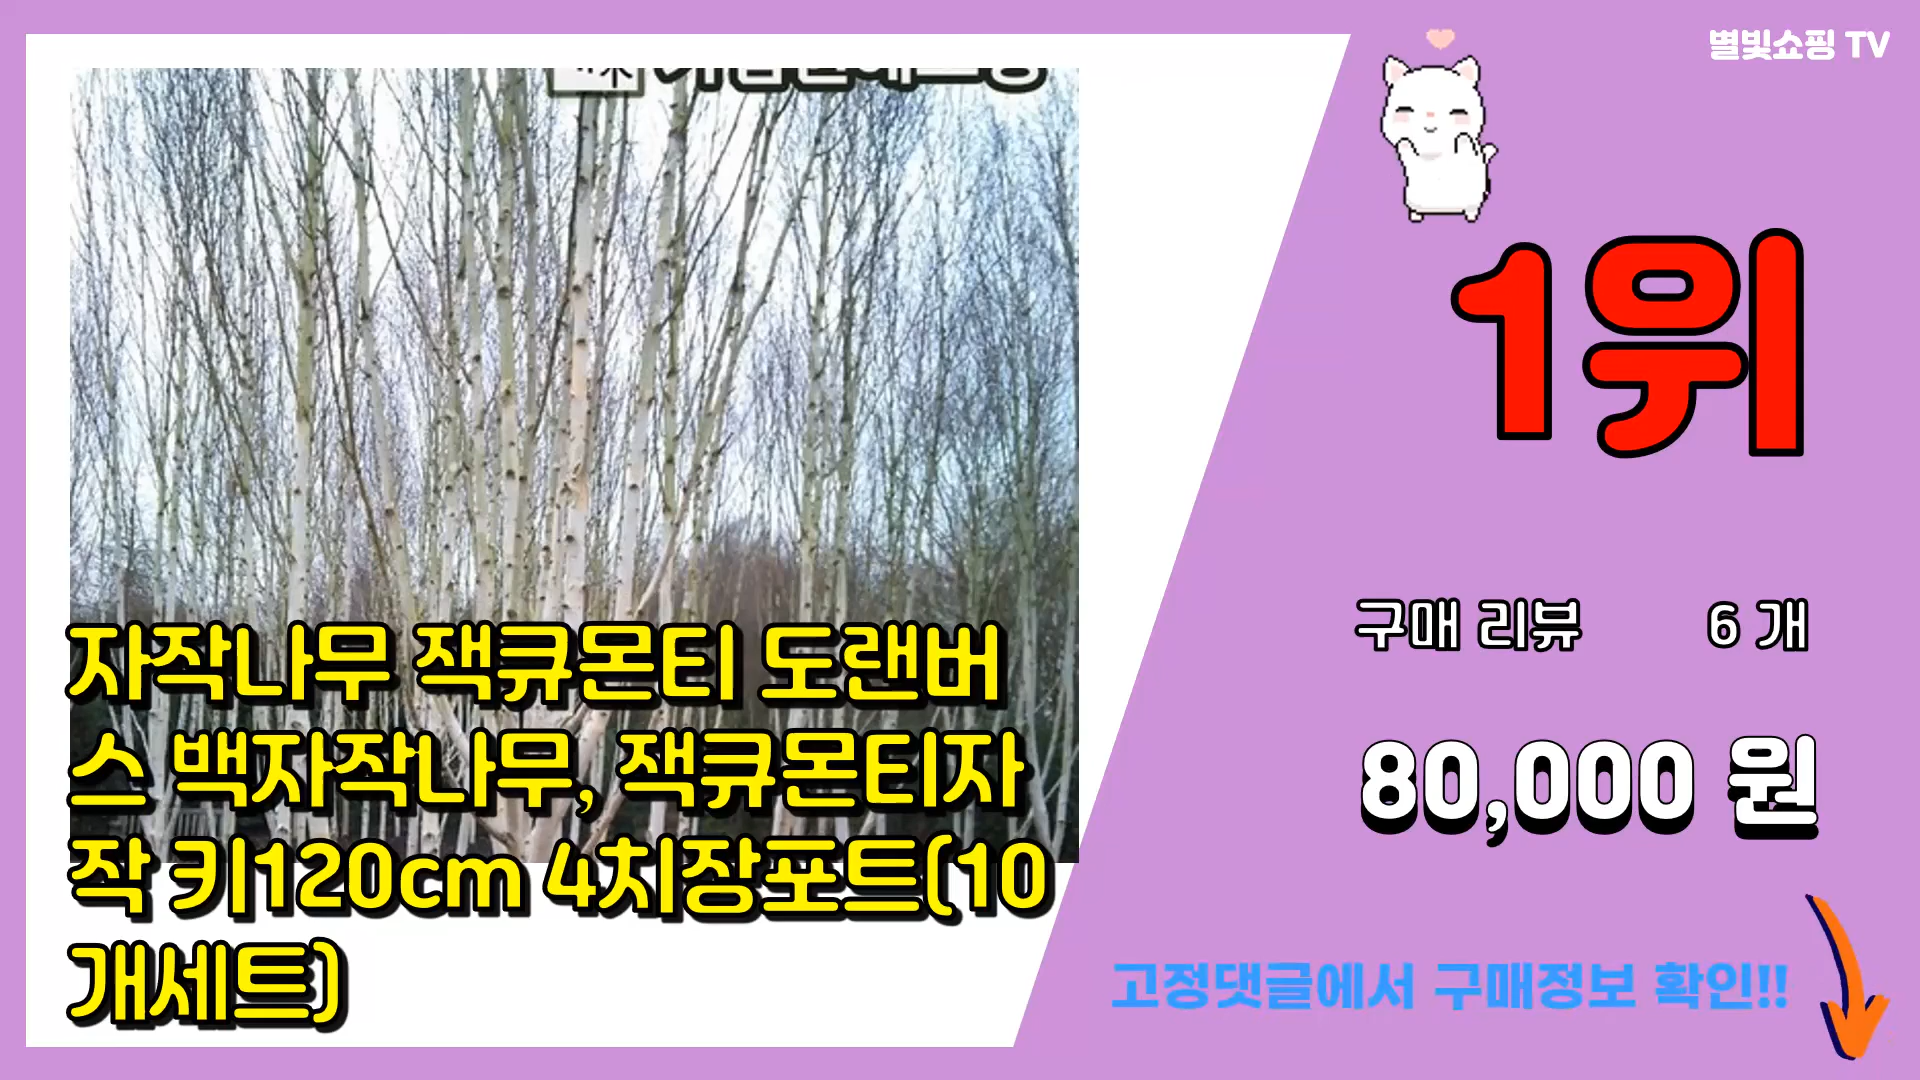 별빛쇼핑 TV
1위
자작나무 잭큐몬티 도랜버
스 백자작나무, 잭큐몬티자
작 키120cm 4치장포트(10
개세트)
구매 리뷰 6 개
80,000 원
고정댓글에서 구매정보 확인!!